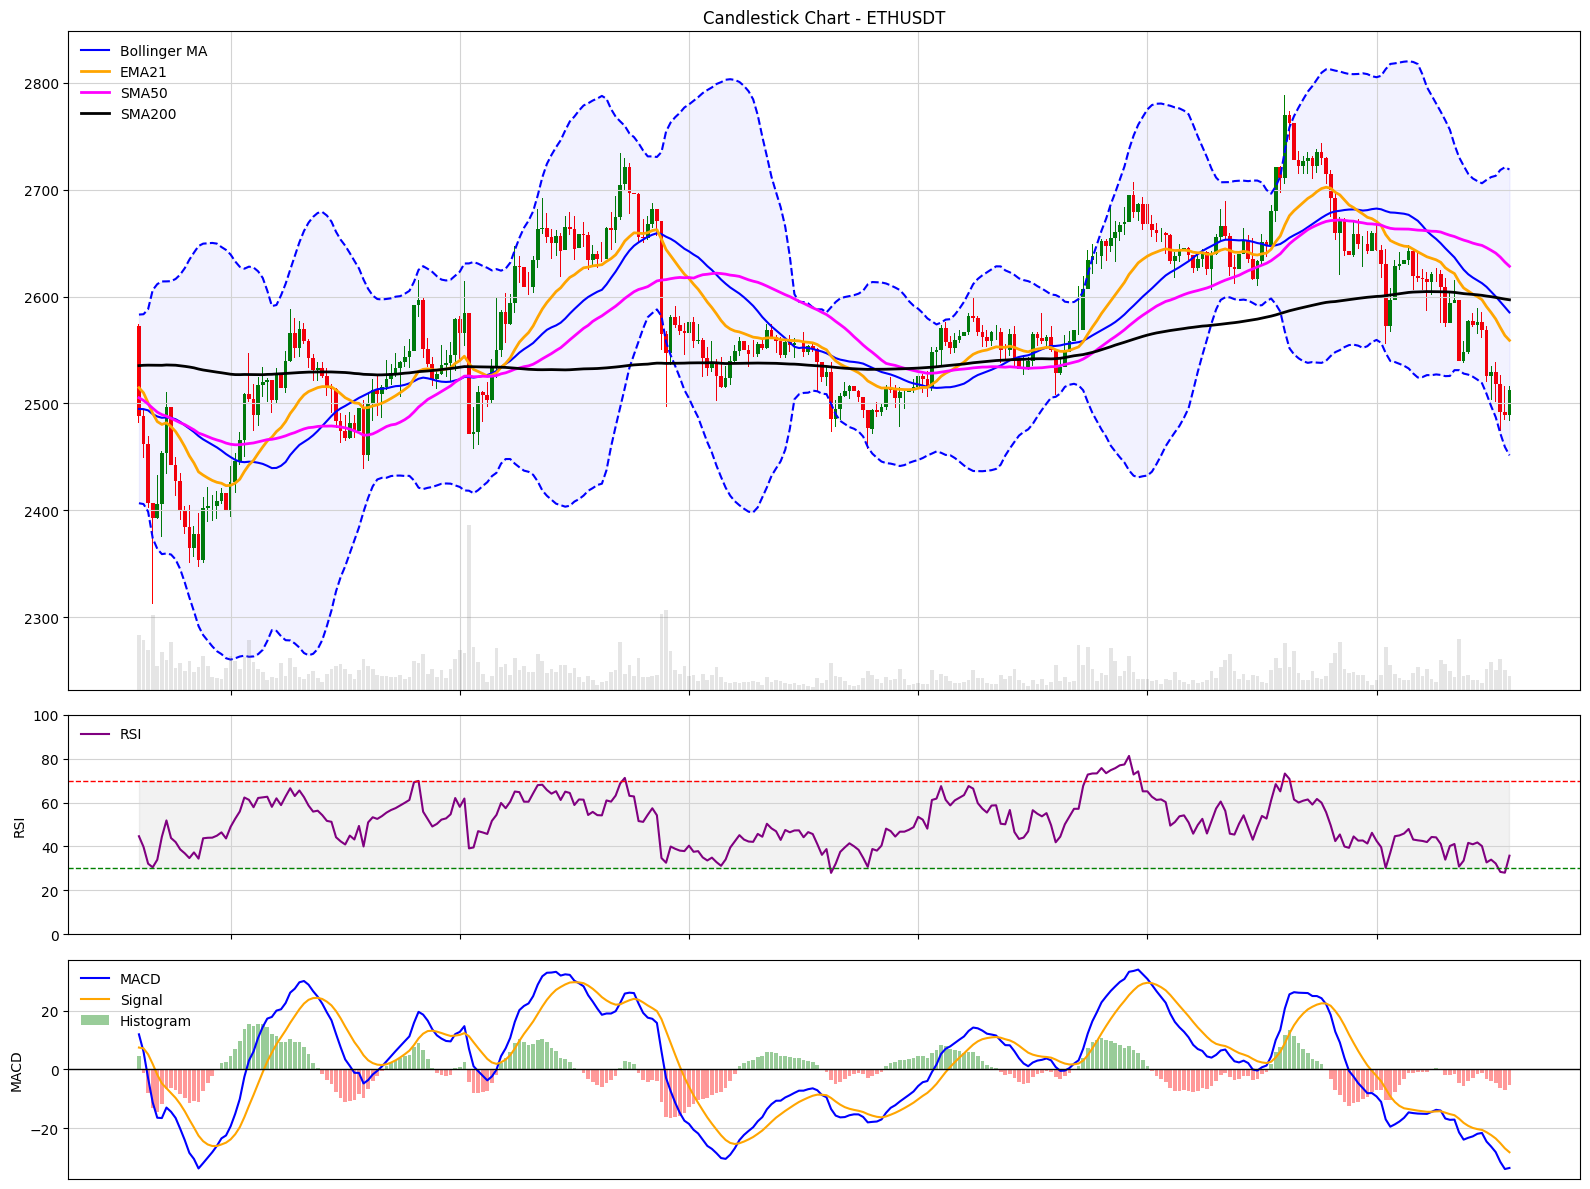 Candlestick Chart - ETHUSDT
Bollinger MA
EMA21
SMA50
SMA200
2800
2700
2600
2500
2400
2300
RSI
100
80
60
40
20
0
RSI
MACD
Signal
Histogram
20
0
−20
MACD